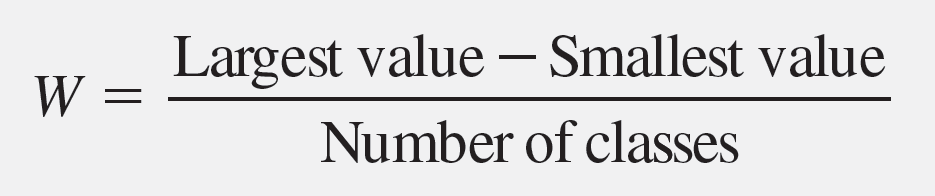 W = Largest value − Smallest value
Number of classes